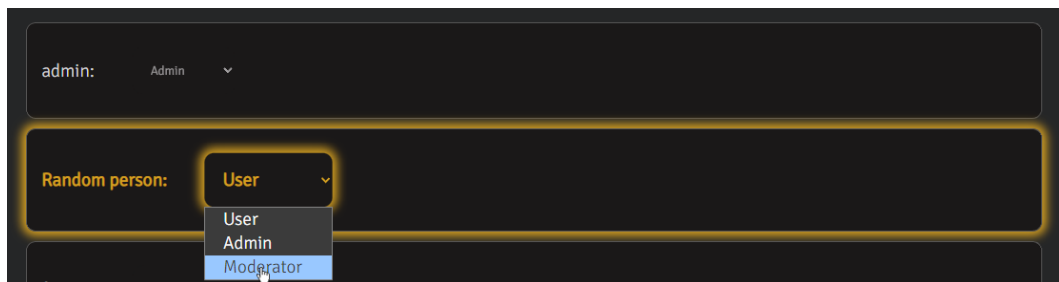 admin: Admin
Random person: User
User
Admin
Moderator